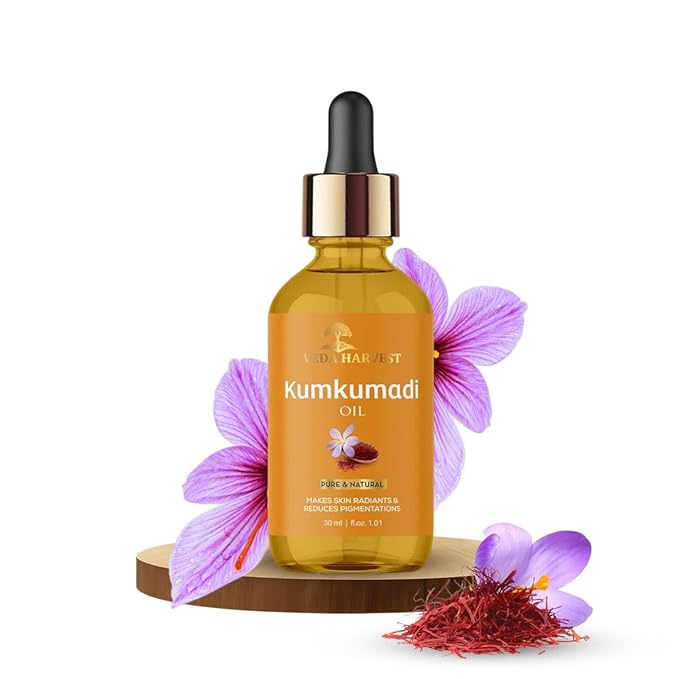 VEDA HARVEST
Kumkumadi
OIL
PURE & NATURAL
MAKES SKIN RADIANTS &
REDUCES PIGMENTATIONS
30 ml | fl.oz. 1.01